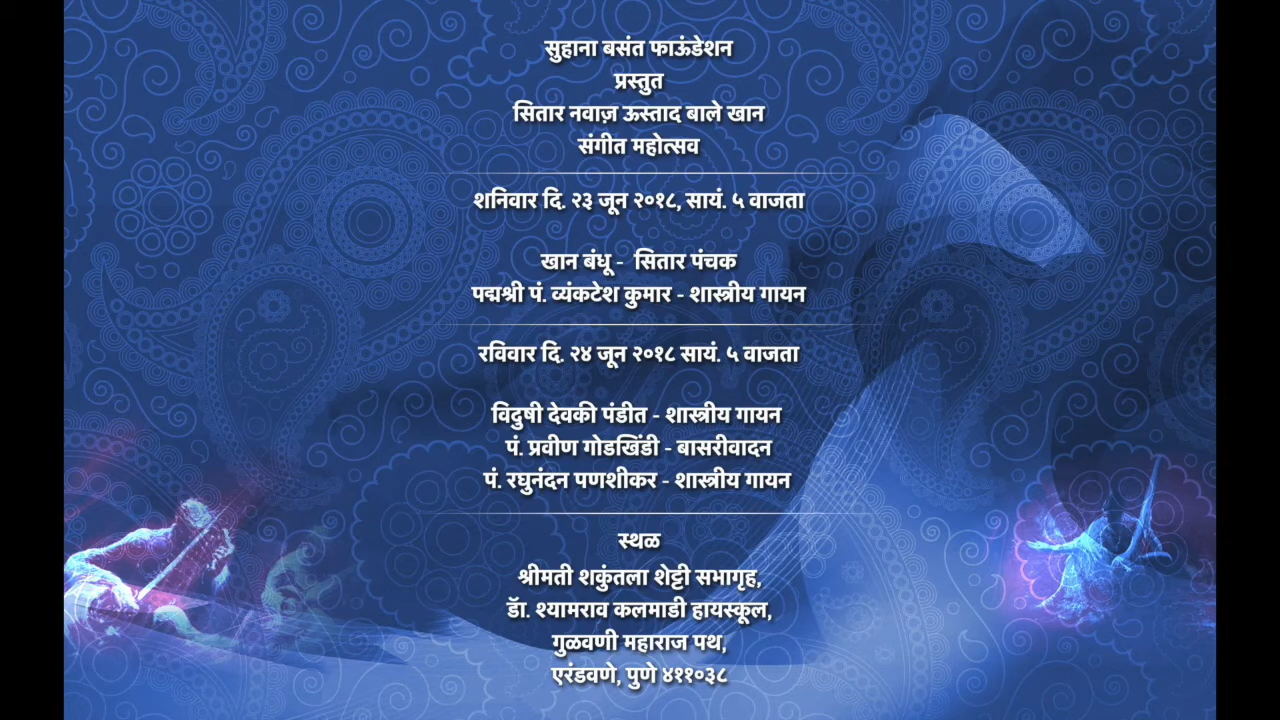 सुहाना बसंत फाऊंडेशन
प्रस्तुत
सितार नवाज़ ऊस्ताद बाले खान
संगीत महोत्सव
शनिवार दि. २३ जून २०१८, सायं. ५ वाजता
खान बंधू - सितार पंचक
पद्मश्री पं. व्यंकटेश कुमार - शास्त्रीय गायन
रविवार दि. २४ जून २०१८ सायं. ५ वाजता
विदुषी देवकी पंडीत - शास्त्रीय गायन
पं. प्रवीण गोडखिंडी - बासरीवादन
पं. रघुनंदन पणशीकर - शास्त्रीय गायन
स्थळ
श्रीमती शकुंतला शेट्टी सभागृह,
डॅा. श्यामराव कलमाडी हायस्कूल,
गुळवणी महाराज पथ,
एरंडवणे, पुणे ४११०३८